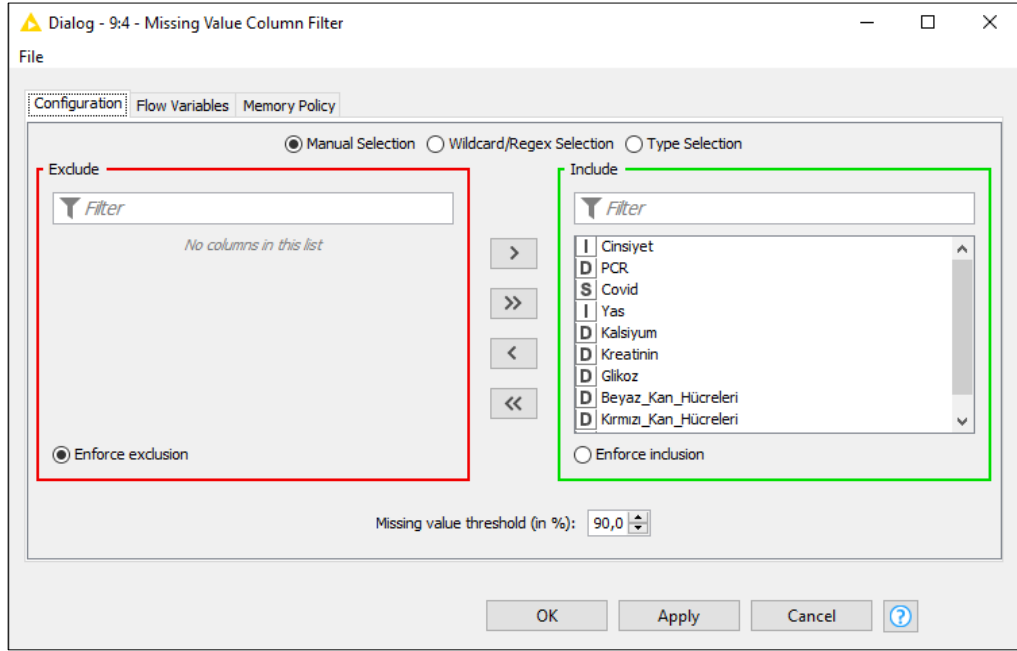 Dialog - 9:4 - Missing Value Column Filter
File
Configuration Flow Variables Memory Policy
Manual Selection Wildcard/Regex Selection Type Selection
Exclude
Filter
No columns in this list
Enforce exclusion
>
>>
<
<<
Include
Filter
I Cinsiyet
D PCR
S Covid
I Yas
D Kalsiyum
D Kreatinin
D Glikoz
D Beyaz_Kan_Hücreleri
D Kırmızı_Kan_Hücreleri
Enforce inclusion
Missing value threshold (in %): 90,0
OK Apply Cancel ?